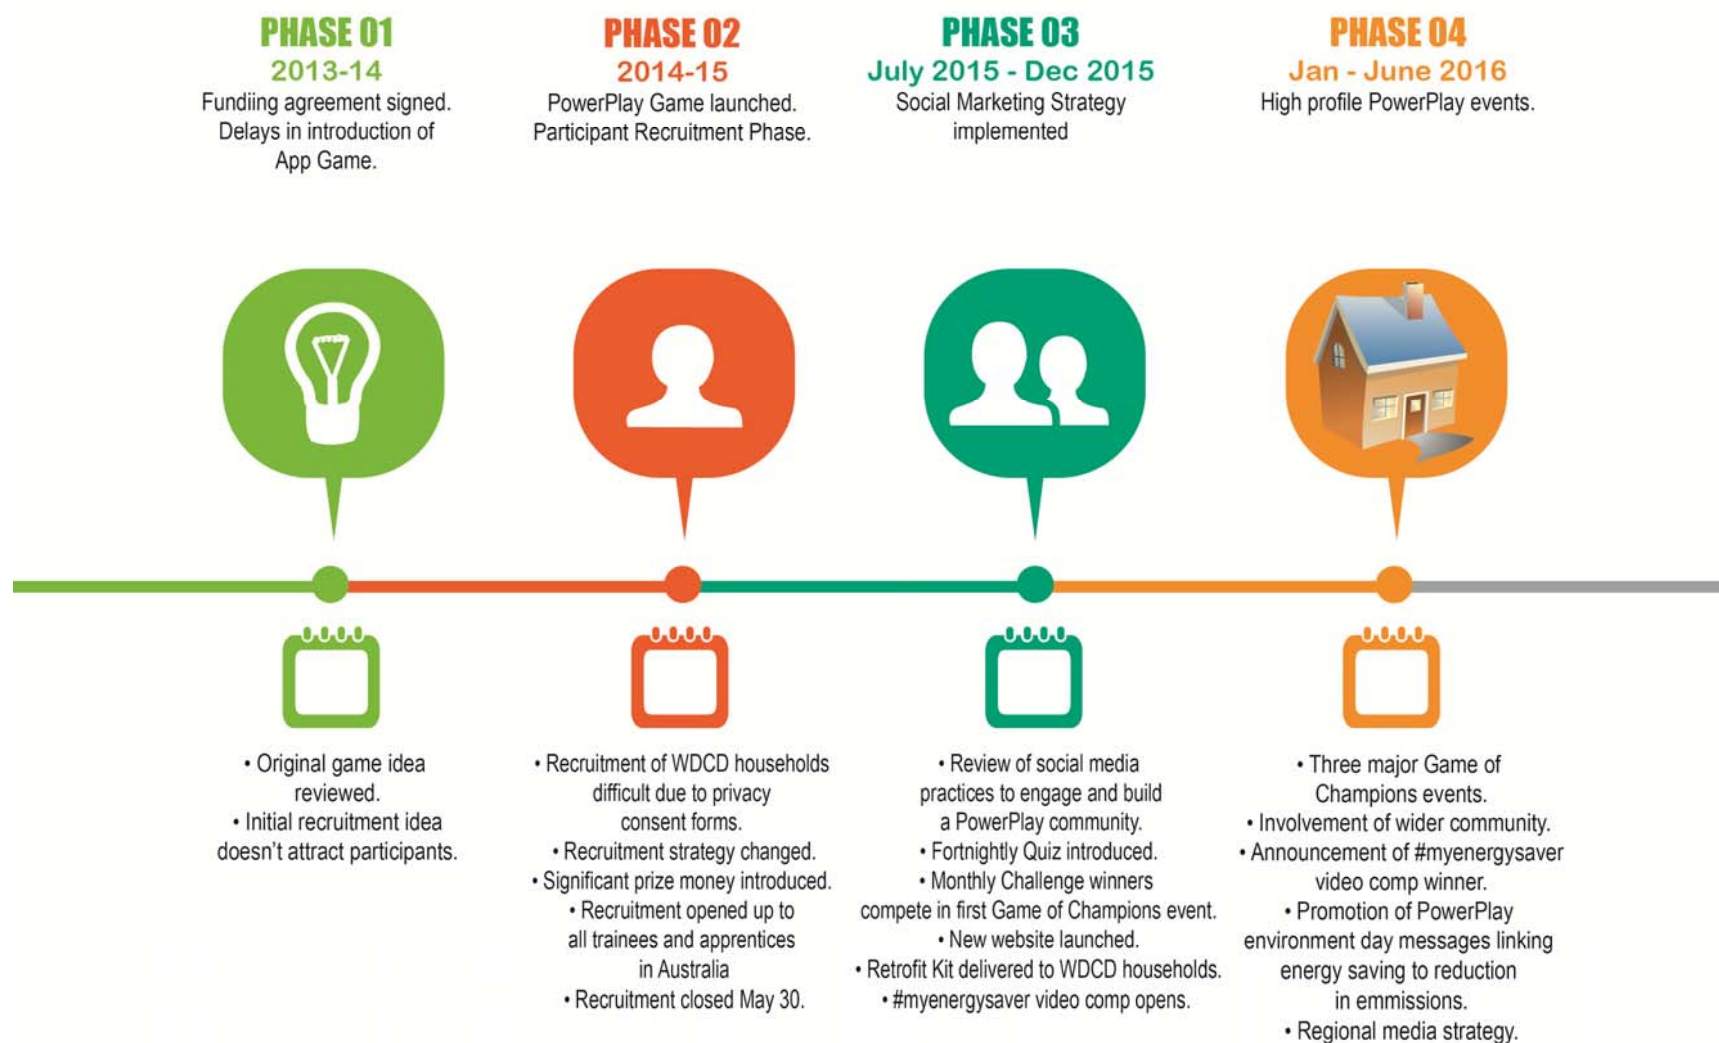 PHASE 01
2013-14
Fundiing agreement signed.
Delays in introduction of
App Game.
PHASE 02
2014-15
PowerPlay Game launched.
Participant Recruitment Phase.
PHASE 03
July 2015 - Dec 2015
Social Marketing Strategy
implemented
PHASE 04
Jan - June 2016
High profile PowerPlay events.
• Original game idea
reviewed.
• Initial recruitment idea
doesn't attract participants.
• Recruitment of WDCD households
difficult due to privacy
consent forms.
• Recruitment strategy changed.
• Significant prize money introduced.
• Recruitment opened up to
all trainees and apprentices
in Australia
• Recruitment closed May 30.
• Review of social media
practices to engage and build
a PowerPlay community.
• Fortnightly Quiz introduced.
• Monthly Challenge winners
compete in first Game of Champions event.
• New website launched.
• Retrofit Kit delivered to WDCD households.
• #myenergysaver video comp opens.
• Three major Game of
Champions events.
• Involvement of wider community.
• Announcement of #myenergysaver
video comp winner.
• Promotion of PowerPlay
environment day messages linking
energy saving to reduction
in emmissions.
• Regional media strategy.